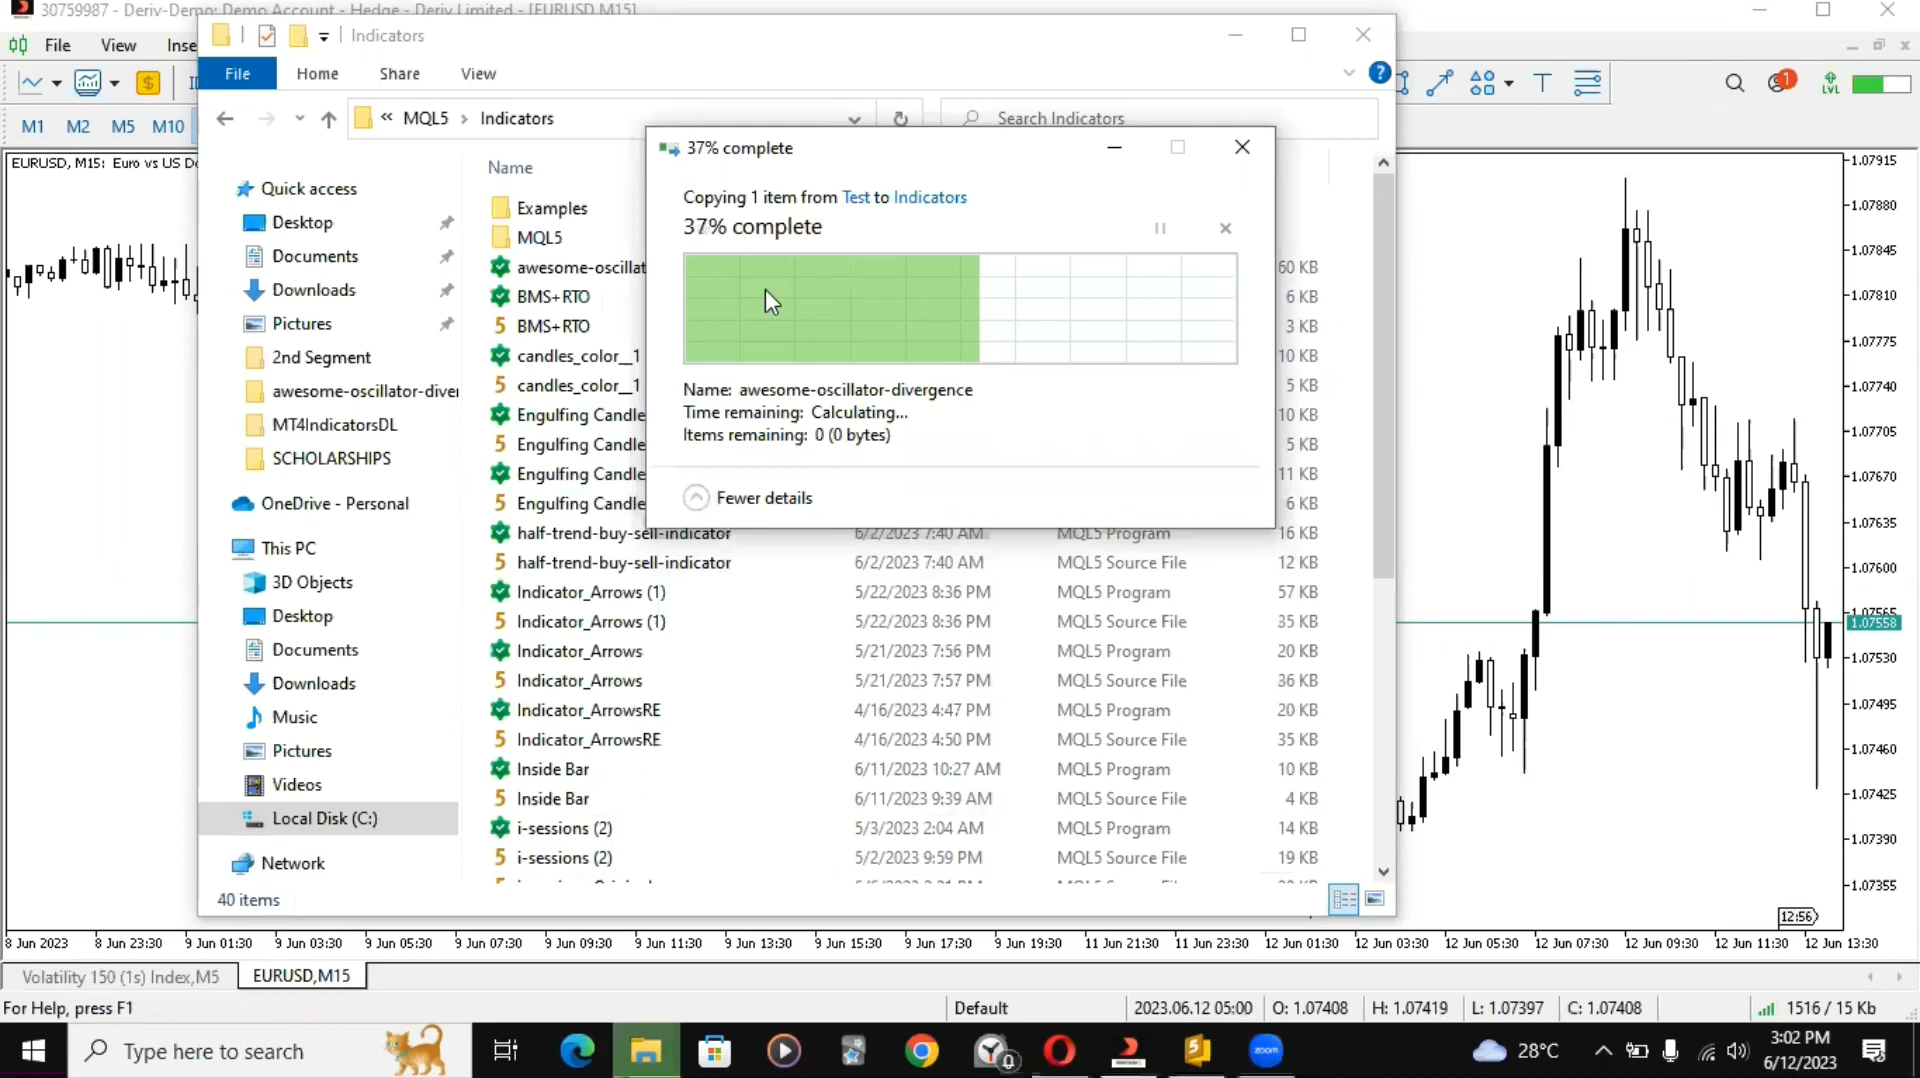 30759987 - Deriv-Demo: Demo Account - Hedge - Deriv Limited - [EURUSD,M15]
File
View
Inse
Indicators
File
Home
Share
View
M1
M2
M5
M10
MQL5
Indicators
Search Indicators
1
LVL
EURUSD, M15: Euro vs US Do
Quick access
Desktop
Documents
Downloads
Pictures
2nd Segment
awesome-oscillator-diver
MT4IndicatorsDL
SCHOLARSHIPS
OneDrive - Personal
This PC
3D Objects
Desktop
Documents
Downloads
Music
Pictures
Videos
Local Disk (C:)
Network
40 items
Name
Examples
MQL5
awesome-oscillat 60 KB
BMS+RTO 6 KB
BMS+RTO 3 KB
candles_color__1 10 KB
candles_color__1 5 KB
Engulfing Candle 10 KB
Engulfing Candle 5 KB
Engulfing Candle 11 KB
Engulfing Candle 6 KB
half-trend-buy-sell-indicator 6/2/2023 7:40 AM MQL5 Program 16 KB
half-trend-buy-sell-indicator 6/2/2023 7:40 AM MQL5 Source File 12 KB
Indicator_Arrows (1) 5/22/2023 8:36 PM MQL5 Program 57 KB
Indicator_Arrows (1) 5/22/2023 8:36 PM MQL5 Source File 35 KB
Indicator_Arrows 5/21/2023 7:56 PM MQL5 Program 20 KB
Indicator_Arrows 5/21/2023 7:57 PM MQL5 Source File 36 KB
Indicator_ArrowsRE 4/16/2023 4:47 PM MQL5 Program 20 KB
Indicator_ArrowsRE 4/16/2023 4:50 PM MQL5 Source File 35 KB
Inside Bar 6/11/2023 10:27 AM MQL5 Program 10 KB
Inside Bar 6/11/2023 9:39 AM MQL5 Source File 4 KB
i-sessions (2) 5/3/2023 2:04 AM MQL5 Program 14 KB
i-sessions (2) 5/2/2023 9:59 PM MQL5 Source File 19 KB
37% complete
Copying 1 item from Test to Indicators
37% complete
Name: awesome-oscillator-divergence
Time remaining: Calculating...
Items remaining: 0 (0 bytes)
Fewer details
1.07915
1.07880
1.07845
1.07810
1.07775
1.07740
1.07705
1.07670
1.07635
1.07600
1.07565
1.07558
1.07530
1.07495
1.07460
1.07425
1.07390
1.07355
12:56
8 Jun 2023 8 Jun 23:30 9 Jun 01:30 9 Jun 03:30 9 Jun 05:30 9 Jun 07:30 9 Jun 09:30 9 Jun 11:30 9 Jun 13:30 9 Jun 15:30 9 Jun 17:30 9 Jun 19:30 11 Jun 21:30 11 Jun 23:30 12 Jun 01:30 12 Jun 03:30 12 Jun 05:30 12 Jun 07:30 12 Jun 09:30 12 Jun 11:30 12 Jun 13:30
Volatility 150 (1s) Index,M5
EURUSD,M15
For Help, press F1
Default
2023.06.12 05:00
O: 1.07408
H: 1.07419
L: 1.07397
C: 1.07408
1516 / 15 Kb
Type here to search
zoom
28°C
3:02 PM
6/12/2023